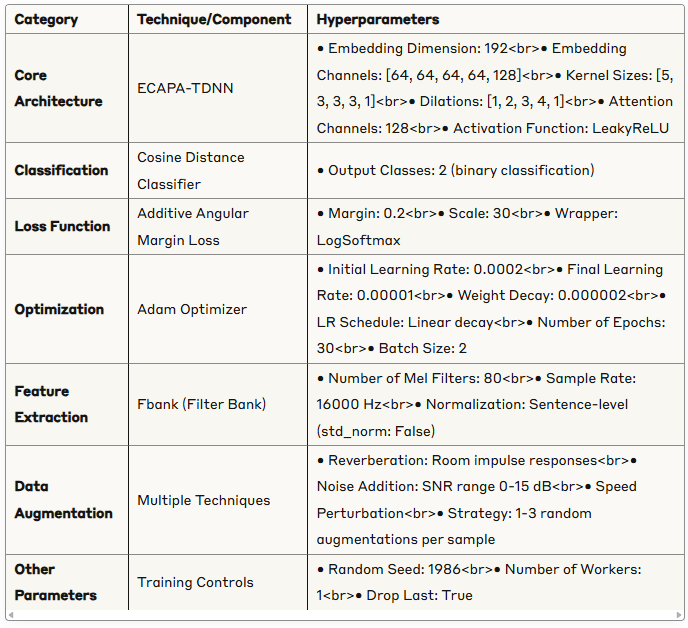 Category Technique/Component Hyperparameters
Core Architecture
ECAPA-TDNN
• Embedding Dimension: 192<br>• Embedding
Channels: [64, 64, 64, 64, 128]<br>• Kernel Sizes: [5,
3, 3, 3, 1]<br>• Dilations: [1, 2, 3, 4, 1]<br>• Attention
Channels: 128<br>• Activation Function: LeakyReLU
Classification
Cosine Distance
Classifier
• Output Classes: 2 (binary classification)
Loss Function
Additive Angular
Margin Loss
• Margin: 0.2<br>• Scale: 30<br>• Wrapper:
LogSoftmax
Optimization
Adam Optimizer
• Initial Learning Rate: 0.0002<br>• Final Learning
Rate: 0.00001<br>• Weight Decay: 0.000002<br>•
LR Schedule: Linear decay<br>• Number of Epochs:
30<br>• Batch Size: 2
Feature
Extraction
Fbank (Filter Bank)
• Number of Mel Filters: 80<br>• Sample Rate:
16000 Hz<br>• Normalization: Sentence-level
(std_norm: False)
Data
Augmentation
Multiple Techniques
• Reverberation: Room impulse responses<br>•
Noise Addition: SNR range 0-15 dB<br>• Speed
Perturbation<br>• Strategy: 1-3 random
augmentations per sample
Other
Parameters
Training Controls
• Random Seed: 1986<br>• Number of Workers:
1<br>• Drop Last: True